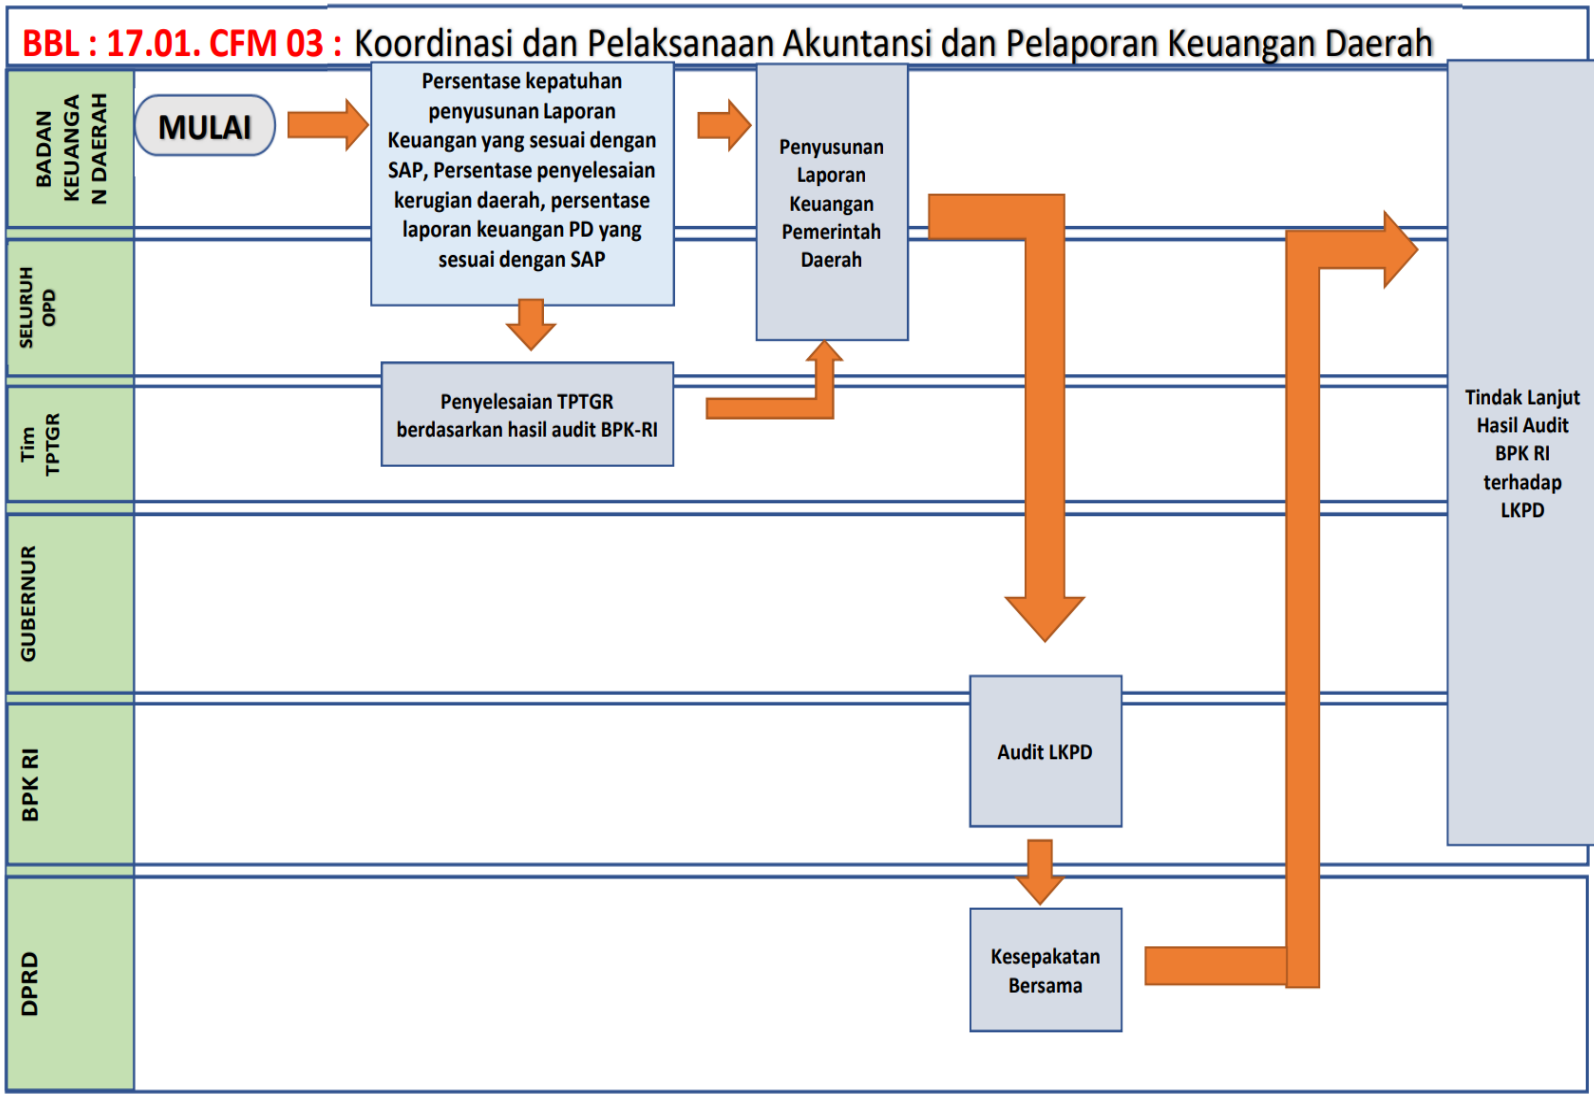 BBL : 17.01. CFM 03 : Koordinasi dan Pelaksanaan Akuntansi dan Pelaporan Keuangan Daerah
BADAN
KEUANGA
N DAERAH
MULAI
Persentase kepatuhan
penyusunan Laporan
Keuangan yang sesuai dengan
SAP, Persentase penyelesaian
kerugian daerah, persentase
laporan keuangan PD yang
sesuai dengan SAP
Penyusunan
Laporan
Keuangan
Pemerintah
Daerah
SELURUH
OPD
Tim
TPTGR
Penyelesaian TPTGR
berdasarkan hasil audit BPK-RI
Tindak Lanjut
Hasil Audit
BPK RI
terhadap
LKPD
GUBERNUR
BPK RI
Audit LKPD
DPRD
Kesepakatan
Bersama